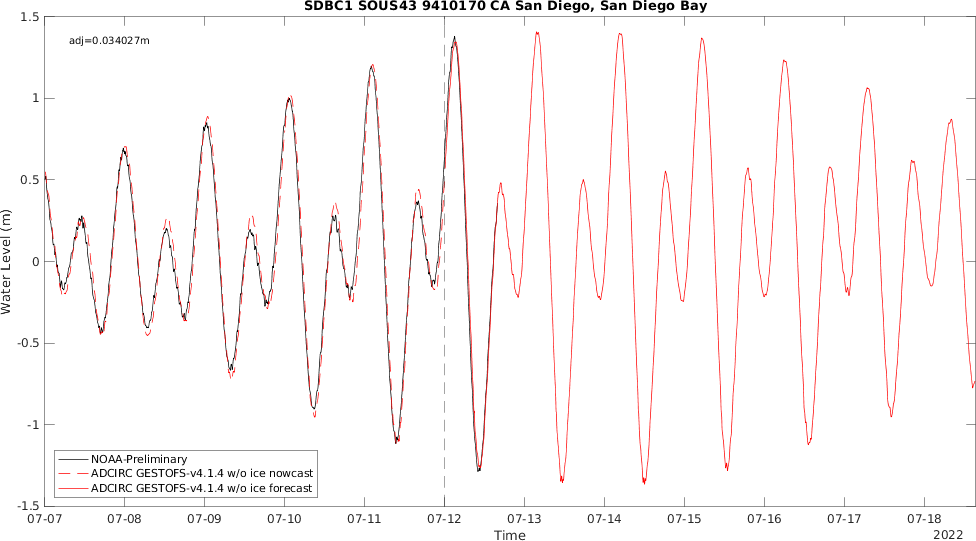 SDBC1 SOUS43 9410170 CA San Diego, San Diego Bay
adj=0.034027m
1.5
1
0.5
0
-0.5
-1
-1.5
Water Level (m)
NOAA-Preliminary
ADCIRC GESTOFS-v4.1.4 w/o ice nowcast
ADCIRC GESTOFS-v4.1.4 w/o ice forecast
07-07 07-08 07-09 07-10 07-11 07-12 07-13 07-14 07-15 07-16 07-17 07-18
Time
2022